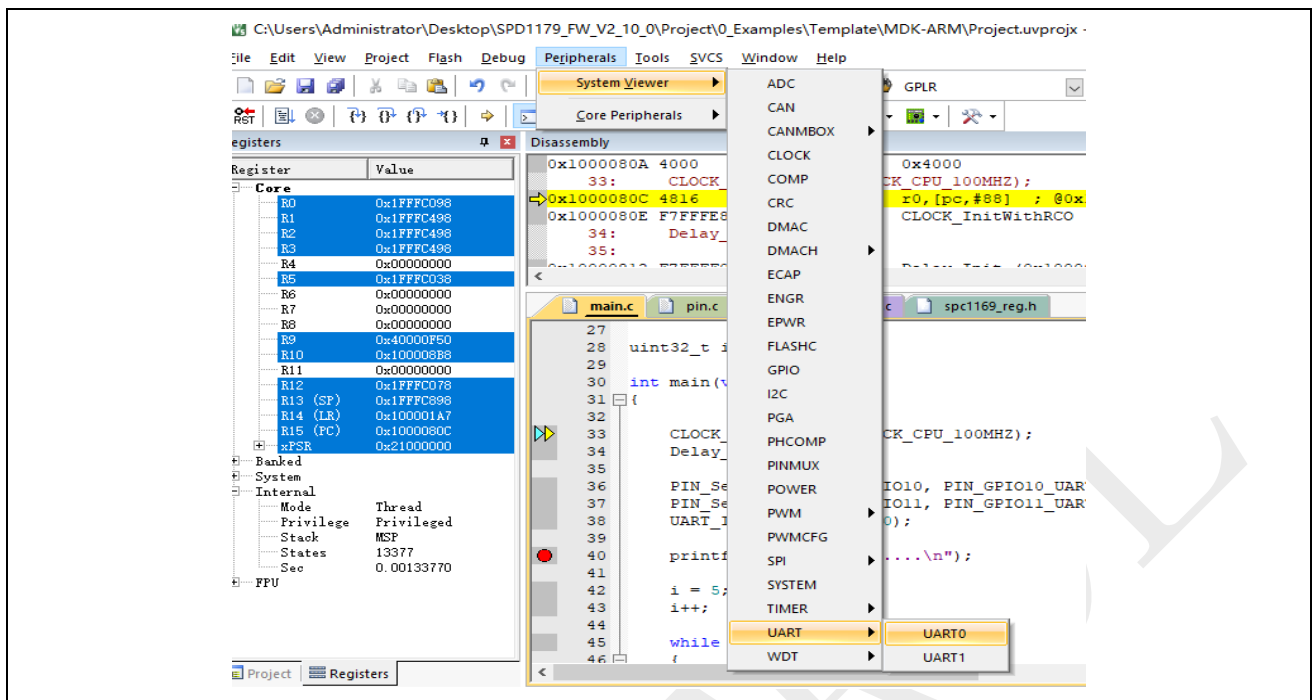 C:\Users\Administrator\Desktop\SPD1179_FW_V2_10_0\Project\0_Examples\Template\MDK-ARM\Project.uvprojx -
File Edit View Project Flash Debug Peripherals Tools SVCS Window Help
System Viewer
Core Peripherals
ADC
CAN
CANMBOX
CLOCK
COMP
CRC
DMAC
DMACH
ECAP
ENGR
EPWR
FLASHC
GPIO
I2C
PGA
PHCOMP
PINMUX
POWER
PWM
PWMCFG
SPI
SYSTEM
TIMER
UART
WDT
UART0
UART1
GPLR
RST
egisters
Register Value
Core
R0 0x1FFFC098
R1 0x1FFFC498
R2 0x1FFFC498
R3 0x1FFFC498
R4 0x00000000
R5 0x1FFFC038
R6 0x00000000
R7 0x00000000
R8 0x00000000
R9 0x40000F50
R10 0x100008B8
R11 0x00000000
R12 0x1FFFC078
R13 (SP) 0x1FFFC898
R14 (LR) 0x100001A7
R15 (PC) 0x1000080C
xPSR 0x21000000
Banked
System
Internal
Mode Thread
Privilege Privileged
Stack MSP
States 13377
Sec 0.00133770
FPU
Project Registers
Disassembly
0x1000080A 4000 0x4000
33: CLOCK_ CK_CPU_100MHZ);
0x1000080C 4816 r0,[pc,#88] ; @0x
0x1000080E F7FFFE8 CLOCK_InitWithRCO
34: Delay_
35:
main.c pin.c c spc1169_reg.h
27
28 uint32_t i
29
30 int main(v
31 {
32
33 CLOCK_ CK_CPU_100MHZ);
34 Delay_
35
36 PIN_Se IO10, PIN_GPIO10_UAR
37 PIN_Se IO11, PIN_GPIO11_UAR
38 UART_I 0);
39
40 printf ....\n");
41
42 i = 5;
43 i++;
44
45 while
46 {